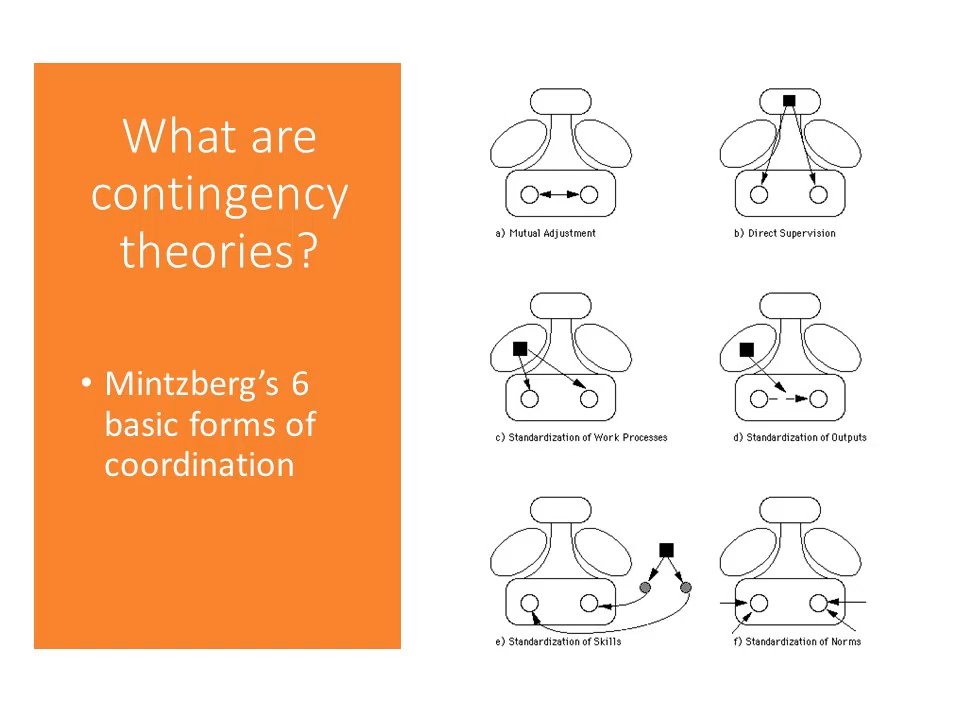 What are
contingency
theories?
• Mintzberg’s 6
basic forms of
coordination
a) Mutual Adjustment
b) Direct Supervision
c) Standardization of Work Processes
d) Standardization of Outputs
e) Standardization of Skills
f) Standardization of Norms